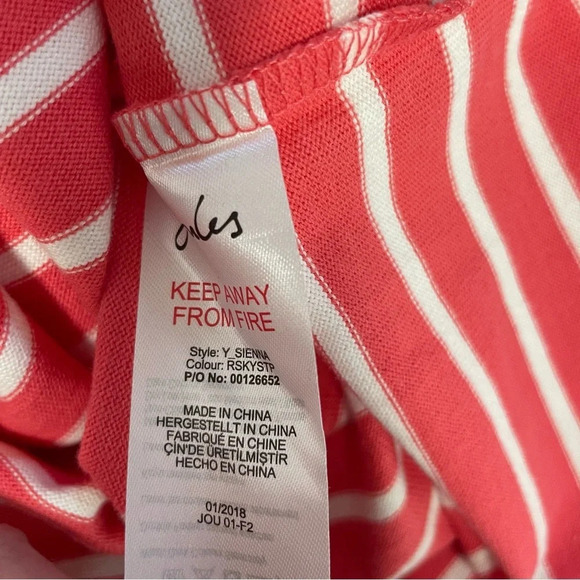 Joules
KEEP AWAY
FROM FIRE
Style: Y_SIENNA
Colour: RSKYSTP
P/O No: 00126652
MADE IN CHINA
HERGESTELLT IN CHINA
FABRIQUÉ EN CHINE
ÇİN'DE ÜRETİLMİŞTİR
HECHO EN CHINA
01/2018
JOU 01-F2